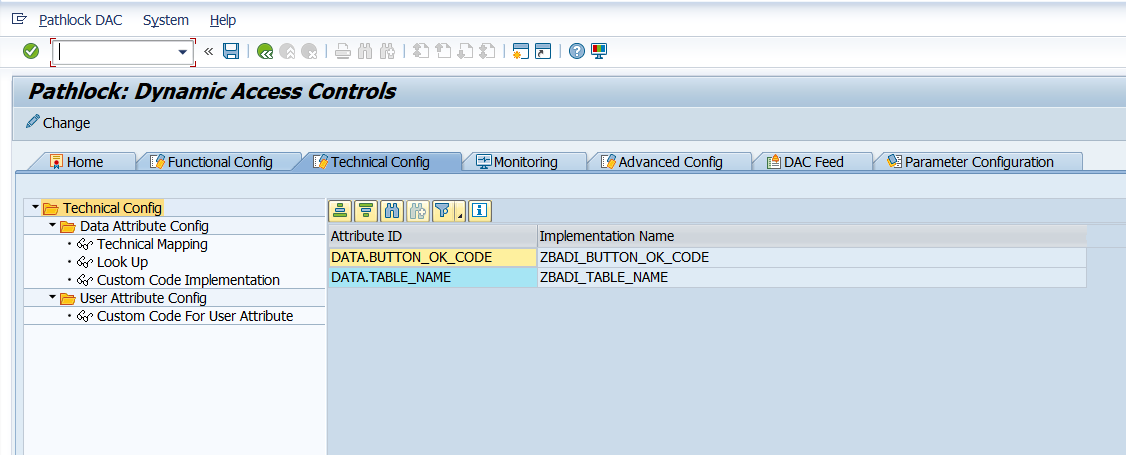 Pathlock DAC System Help
Pathlock: Dynamic Access Controls
Change
Home Functional Config Technical Config Monitoring Advanced Config DAC Feed Parameter Configuration
Technical Config
Data Attribute Config
Technical Mapping
Look Up
Custom Code Implementation
User Attribute Config
Custom Code For User Attribute
Attribute ID Implementation Name
DATA.BUTTON_OK_CODE ZBADI_BUTTON_OK_CODE
DATA.TABLE_NAME ZBADI_TABLE_NAME